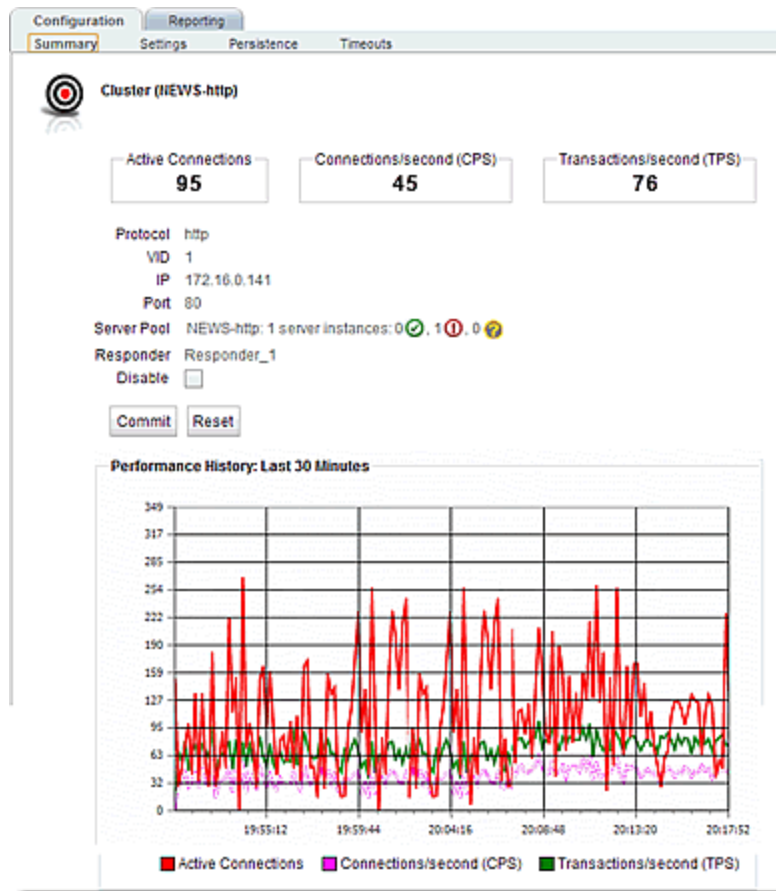 Configuration Reporting
Summary Settings Persistence Timeouts
Cluster (NEWS-http)
Active Connections Connections/second (CPS) Transactions/second (TPS)
95 45 76
Protocol http
VID 1
IP 172.16.0.141
Port 80
Server Pool NEWS-http: 1 server instances: 0 , 1 , 0
Responder Responder_1
Disable
Commit Reset
Performance History: Last 30 Minutes
349
317
285
254
222
190
159
127
95
63
32
0
19:55:12 19:59:44 20:04:16 20:08:48 20:13:20 20:17:52
Active Connections Connections/second (CPS) Transactions/second (TPS)